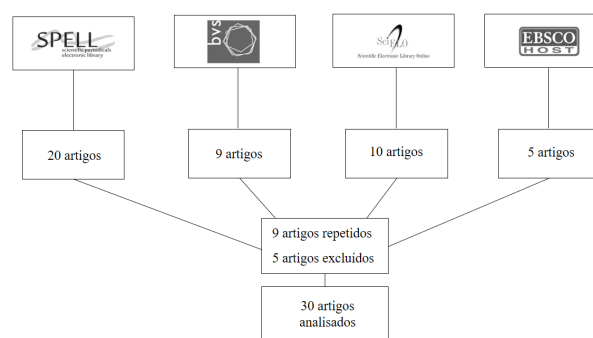 SPELL
scientific periodicals
electronic library
bvs
SciELO
Scientific Electronic Library Online
EBSCO
HOST
20 artigos
9 artigos
10 artigos
5 artigos
9 artigos repetidos
5 artigos excluídos
30 artigos
analisados